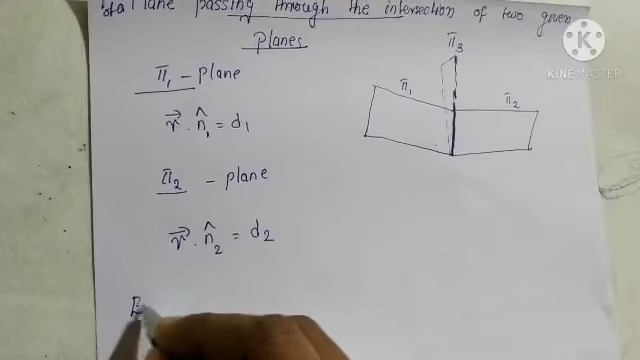 Plane passing through the intersection of two given
Planes
π₁ - plane
r⃗ . n̂₁ = d₁
π₂ - plane
r⃗ . n̂₂ = d₂
π₃
π₁
π₂
KINEMASTER